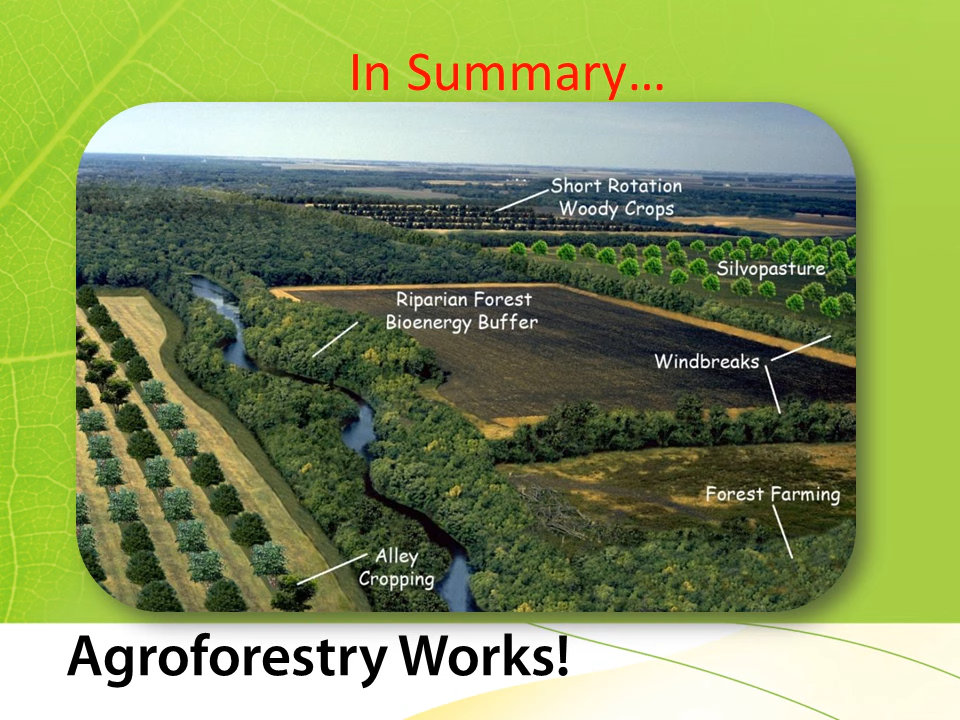 In Summary…
Short Rotation
Woody Crops
Silvopasture
Riparian Forest
Bioenergy Buffer
Windbreaks
Forest Farming
Alley
Cropping
Agroforestry Works!